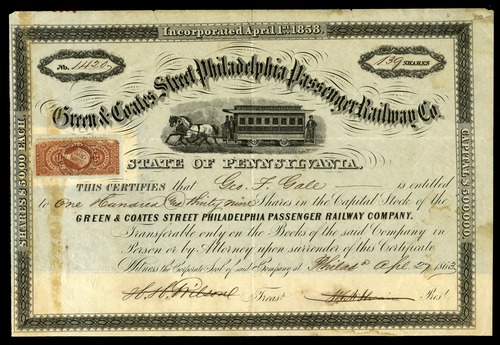 Incorporated April 1st 1858.
No. 1420
139 SHARES
Green & Coates Street Philadelphia Passenger Railway Co.
STATE OF PENNSYLVANIA.
THIS CERTIFIES that Geo. F. Gale is entitled
to One Hundred and Thirty Nine Shares in the Capital Stock of the
GREEN & COATES STREET PHILADELPHIA PASSENGER RAILWAY COMPANY.
Transferable only on the Books of the said Company in
Person or by Attorney upon surrender of this Certificate
Witness the Corporate Seal of said Company at Philada Apl. 27 1863
H. H. Wilson Treast. Prest.
SHARES $50.00 EACH.
CAPITAL $500,000.